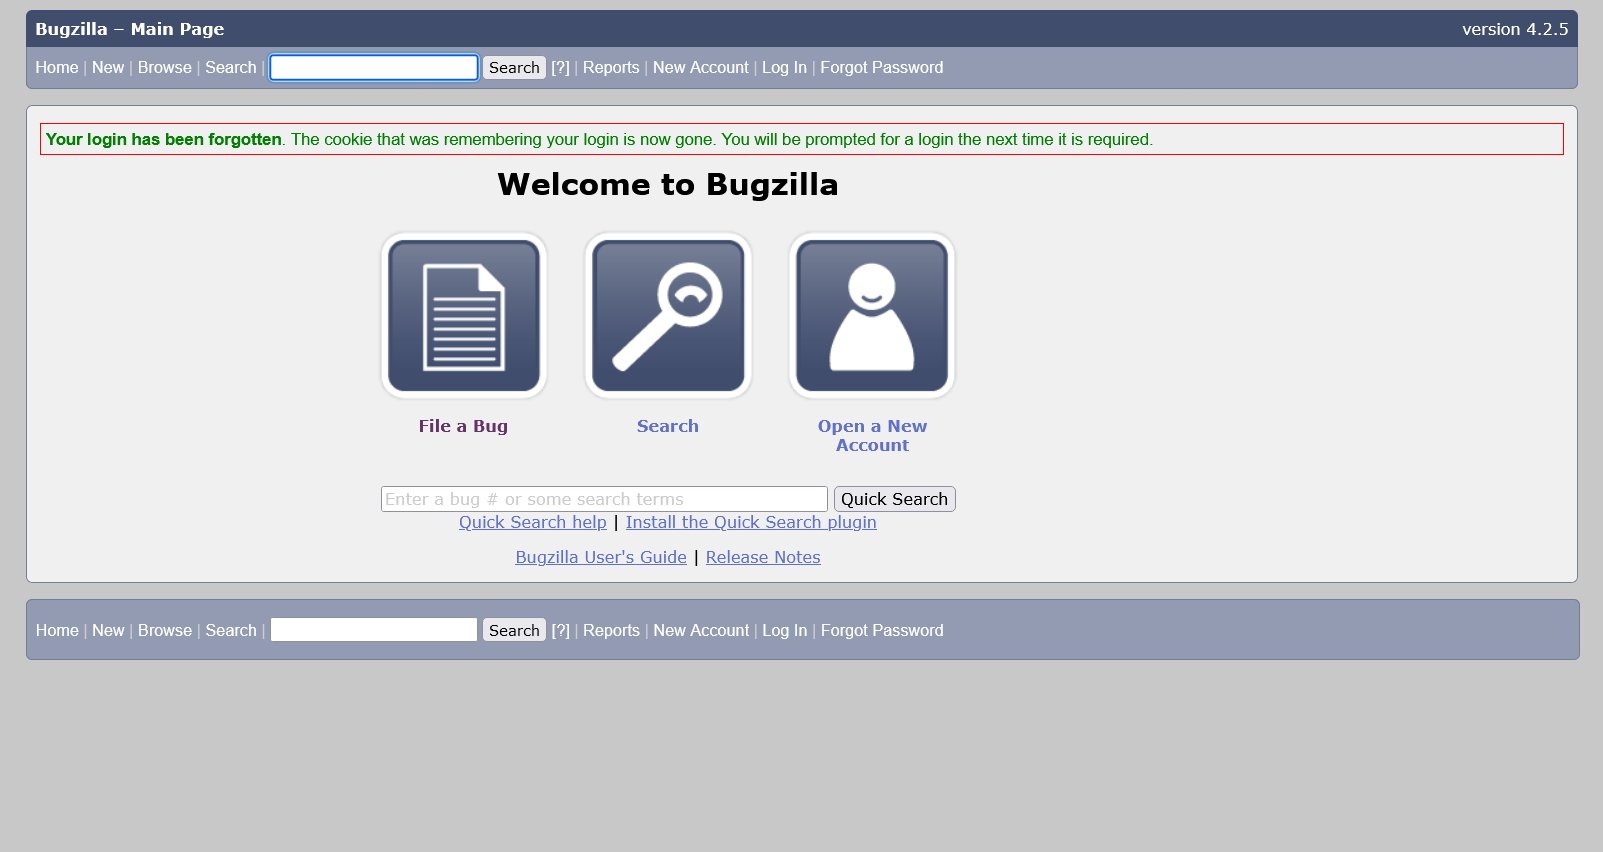 Bugzilla – Main Page version 4.2.5
Home | New | Browse | Search | Search [?] | Reports | New Account | Log In | Forgot Password
Your login has been forgotten. The cookie that was remembering your login is now gone. You will be prompted for a login the next time it is required.
Welcome to Bugzilla
File a Bug
Search
Open a New
Account
Enter a bug # or some search terms Quick Search
Quick Search help | Install the Quick Search plugin
Bugzilla User's Guide | Release Notes
Home | New | Browse | Search | Search [?] | Reports | New Account | Log In | Forgot Password